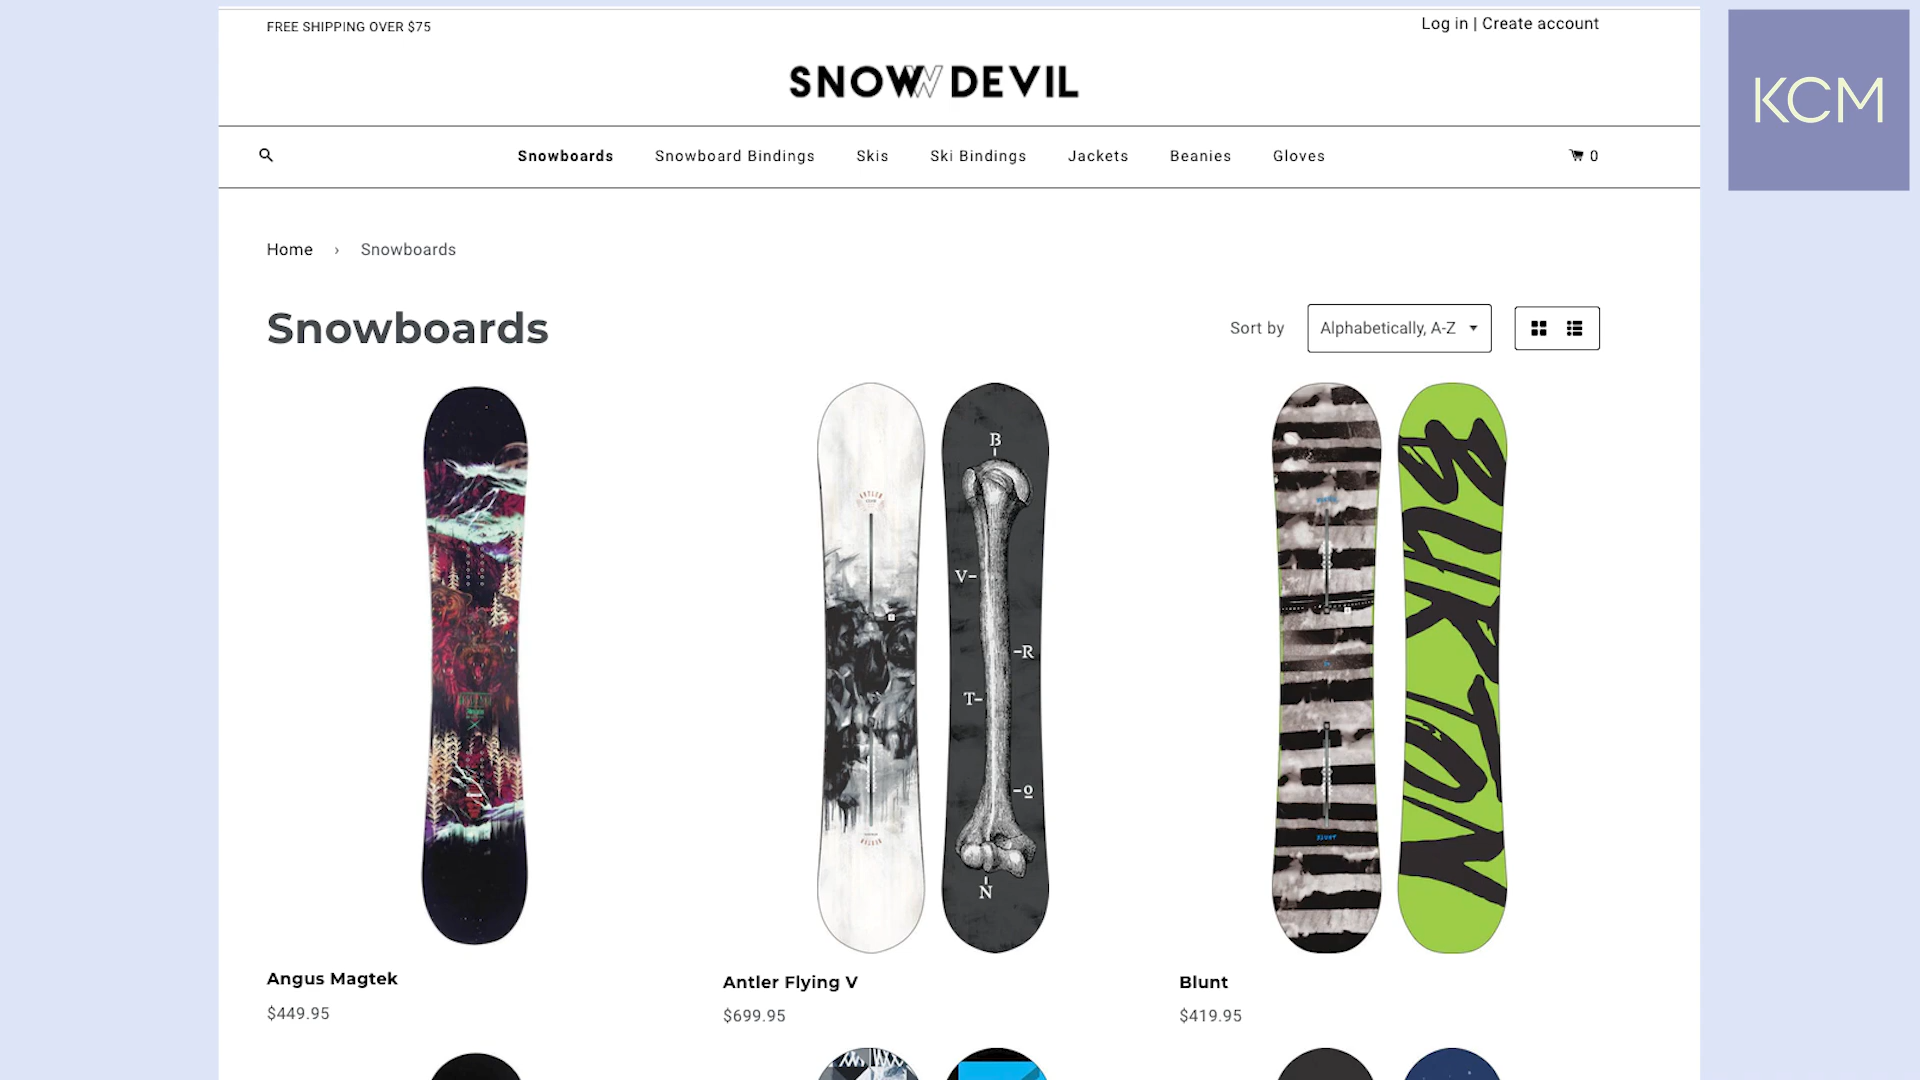 FREE SHIPPING OVER $75
Log in | Create account
KCM
SNOW DEVIL
Snowboards Snowboard Bindings Skis Ski Bindings Jackets Beanies Gloves 0
Home › Snowboards
Snowboards
Sort by Alphabetically, A-Z
B
V-
-R
T-
-O
N
BURTON
BLUNT
Angus Magtek
$449.95
Antler Flying V
$699.95
Blunt
$419.95